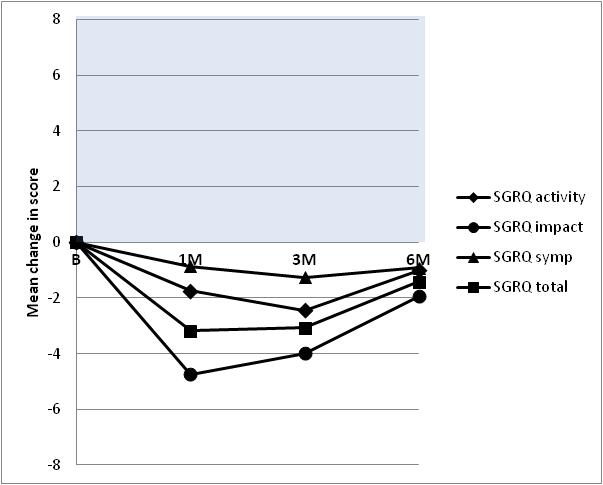 8
6
4
2
0
-2
-4
-6
-8
Mean change in score
B 1M 3M 6M
SGRQ activity
SGRQ impact
SGRQ symp
SGRQ total